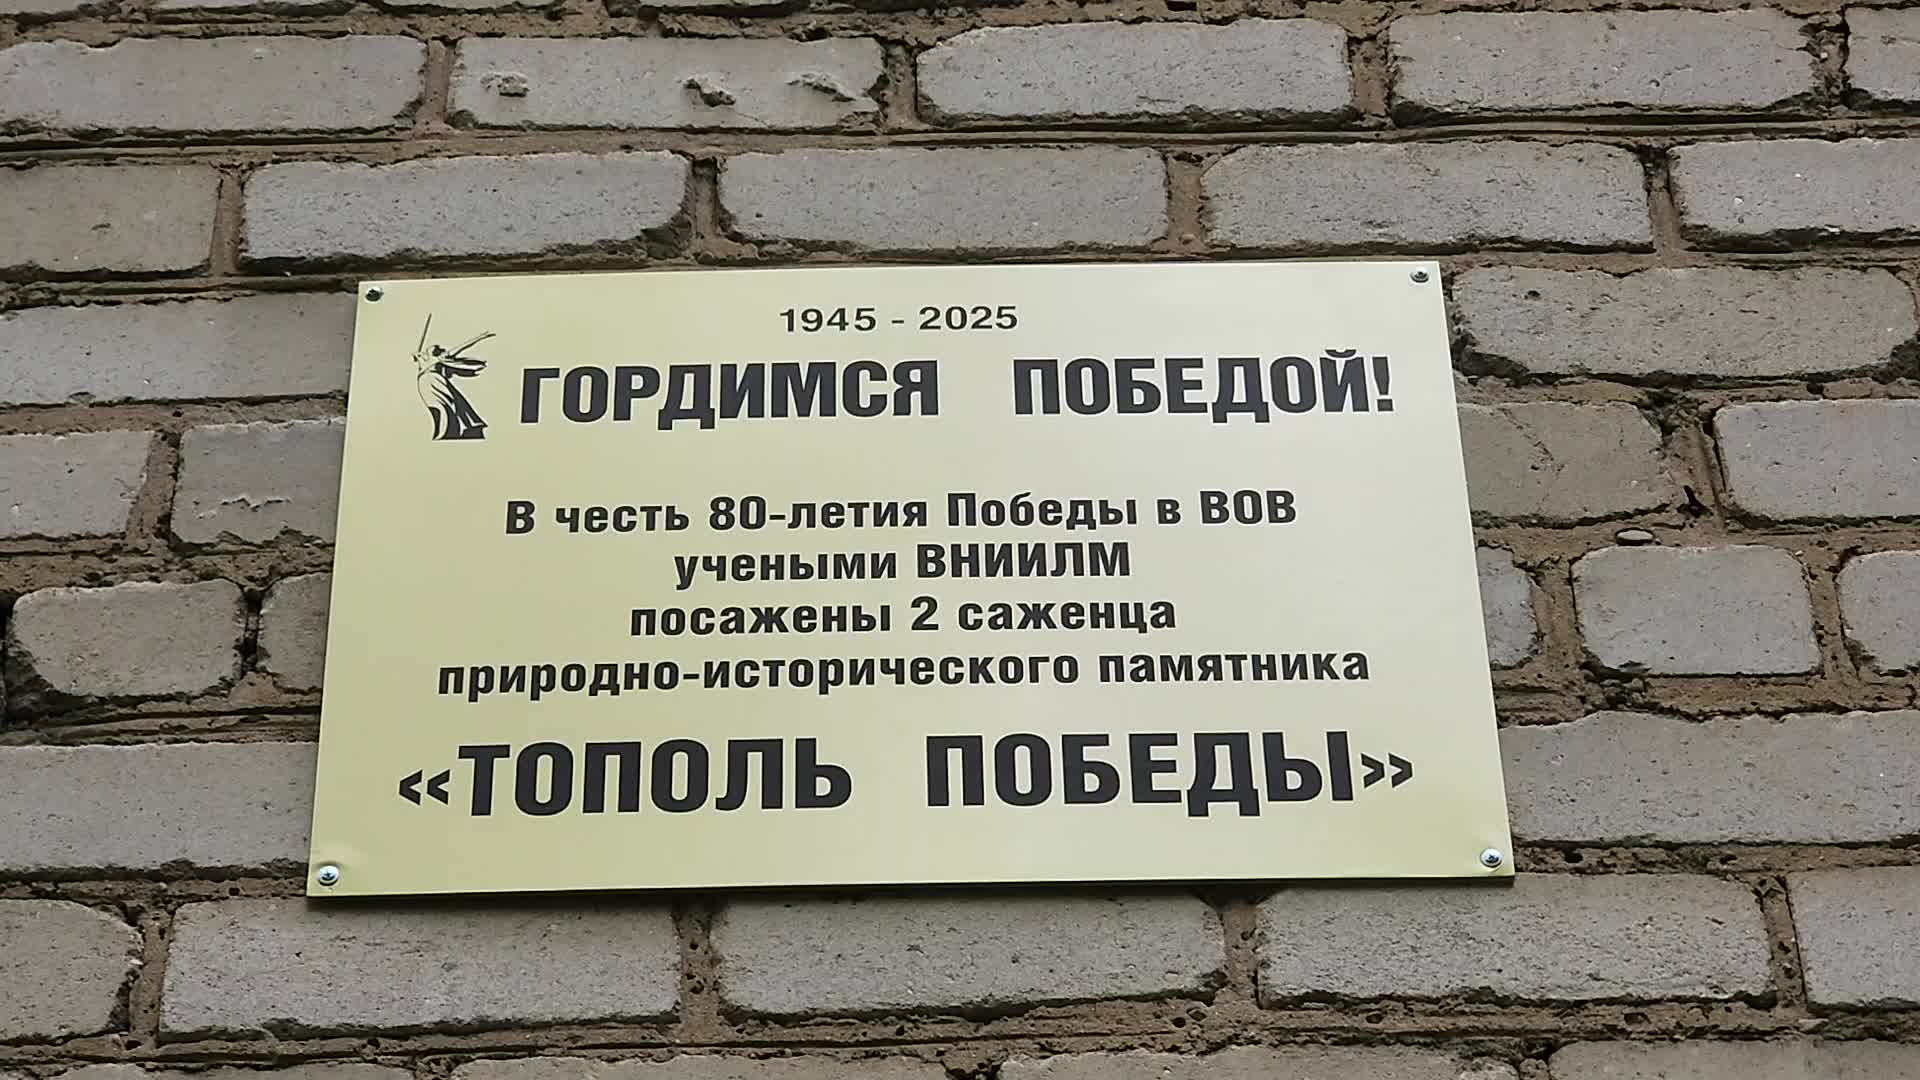 1945 - 2025
ГОРДИМСЯ ПОБЕДОЙ!
В честь 80-летия Победы в ВОВ
учеными ВНИИЛМ
посажены 2 саженца
природно-исторического памятника
«ТОПОЛЬ ПОБЕДЫ»